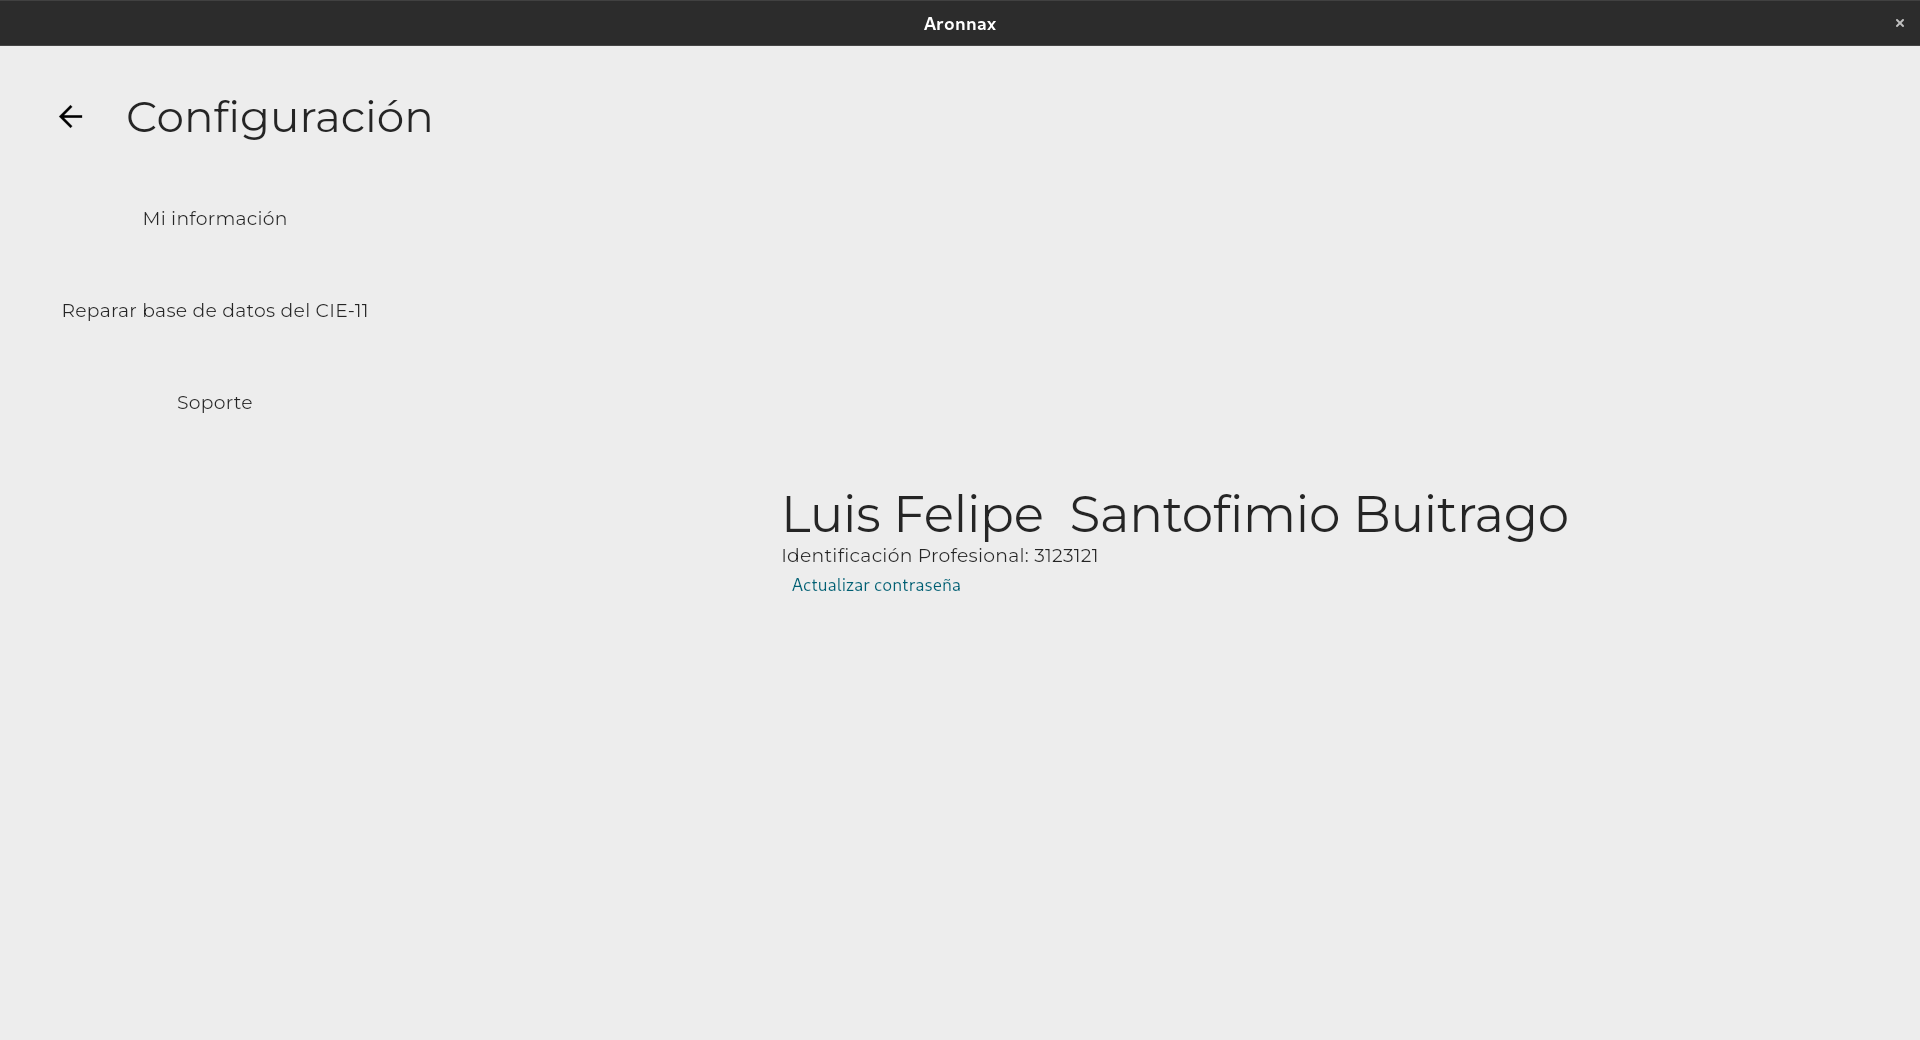 Aronnax
Configuración
Mi información
Reparar base de datos del CIE-11
Soporte
Luis Felipe  Santofimio Buitrago
Identificación Profesional: 3123121
Actualizar contraseña